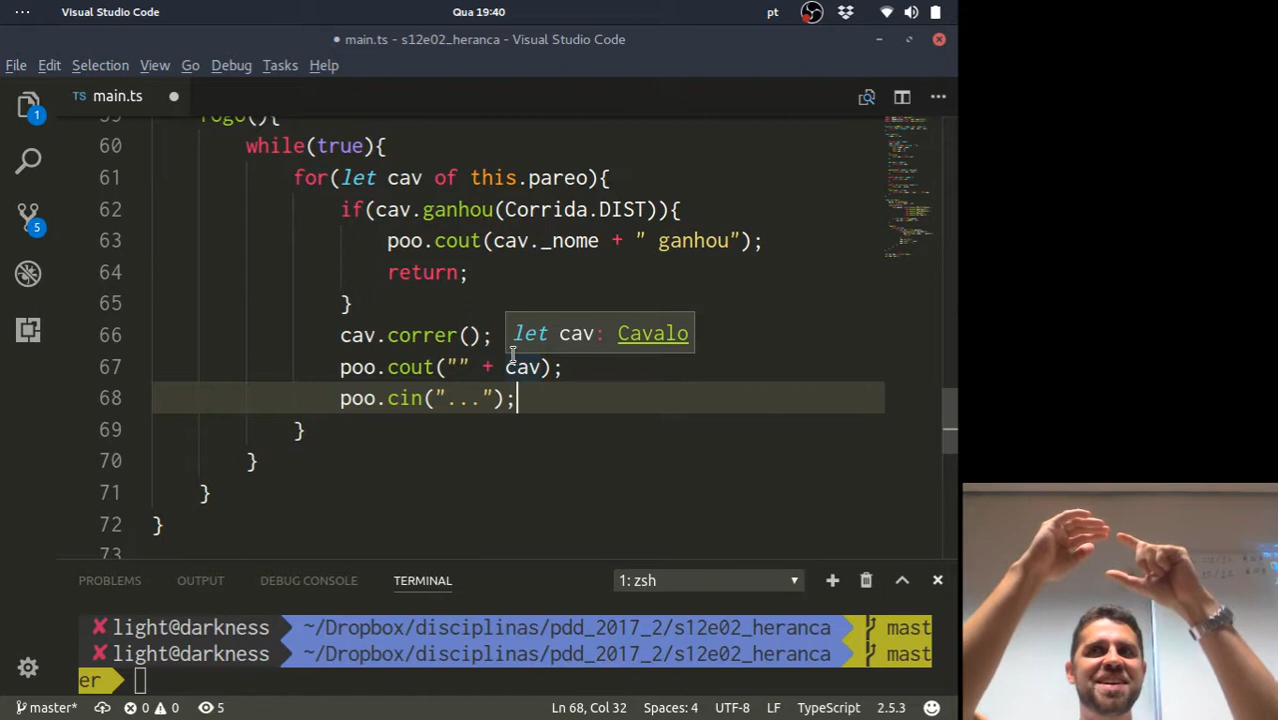 Visual Studio Code
Qua 19:40
pt
main.ts - s12e02_heranca - Visual Studio Code
File Edit Selection View Go Debug Tasks Help
TS main.ts
1
5
60 while(true){
61 for(let cav of this.pareo){
62 if(cav.ganhou(Corrida.DIST)){
63 poo.cout(cav._nome + " ganhou");
64 return;
65 }
66 cav.correr();
let cav: Cavalo
67 poo.cout("" + cav);
68 poo.cin("...");
69 }
70 }
71 }
72 }
73
PROBLEMS OUTPUT DEBUG CONSOLE TERMINAL 1: zsh
✘ light@darkness ~/Dropbox/disciplinas/pdd_2017_2/s12e02_heranca mast
✘ light@darkness ~/Dropbox/disciplinas/pdd_2017_2/s12e02_heranca mast
er
master* 0 0 5 Ln 68, Col 32 Spaces: 4 UTF-8 LF TypeScript 2.5.3